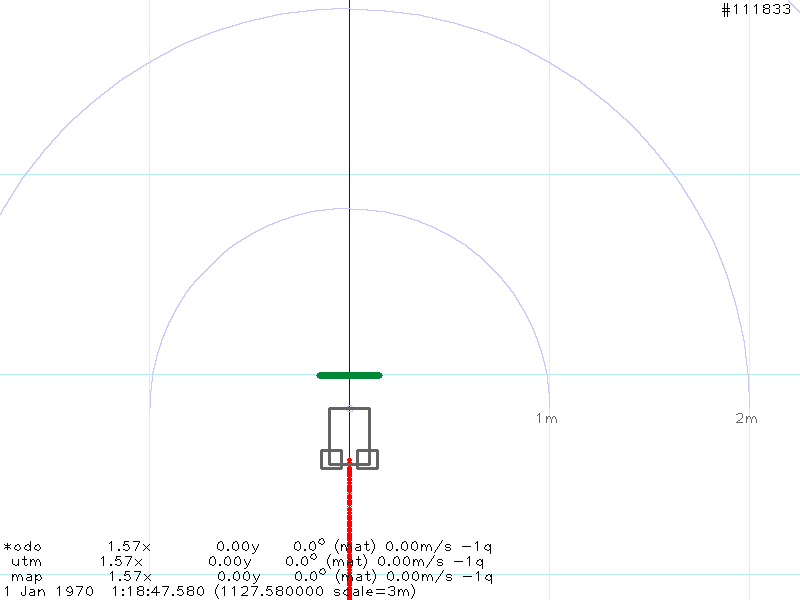 #111833
1m 2m
*odo 1.57x 0.00y 0.0° (mat) 0.00m/s -1q
utm 1.57x 0.00y 0.0° (mat) 0.00m/s -1q
map 1.57x 0.00y 0.0° (mat) 0.00m/s -1q
1 Jan 1970 1:18:47.580 (1127.580000 scale=3m)